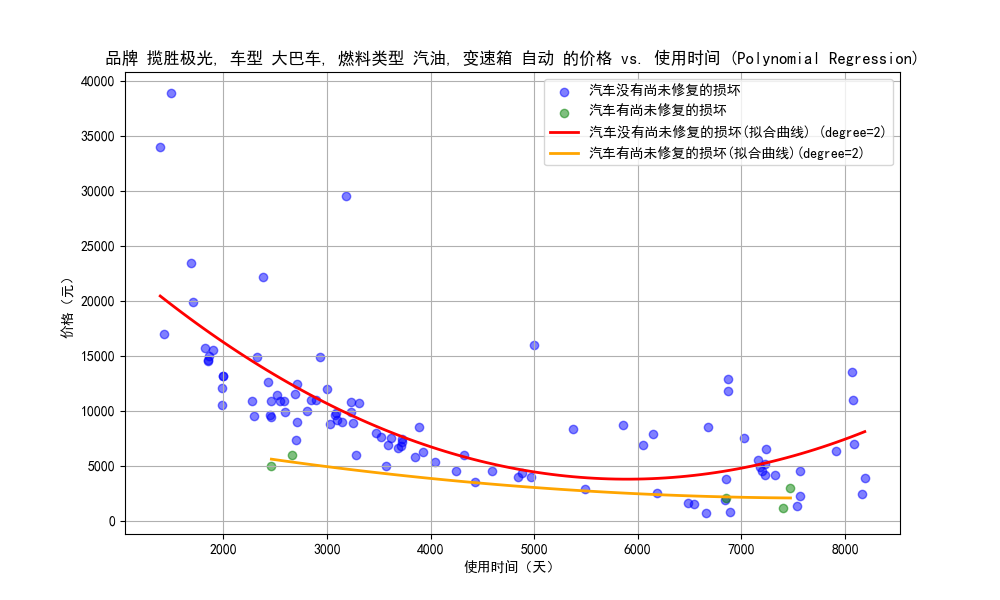 品牌 揽胜极光, 车型 大巴车, 燃料类型 汽油, 变速箱 自动 的价格 vs. 使用时间 (Polynomial Regression)
汽车没有尚未修复的损坏
汽车有尚未修复的损坏
汽车没有尚未修复的损坏(拟合曲线) (degree=2)
汽车有尚未修复的损坏(拟合曲线)(degree=2)
价格（元）
40000
35000
30000
25000
20000
15000
10000
5000
0
2000 3000 4000 5000 6000 7000 8000
使用时间（天）